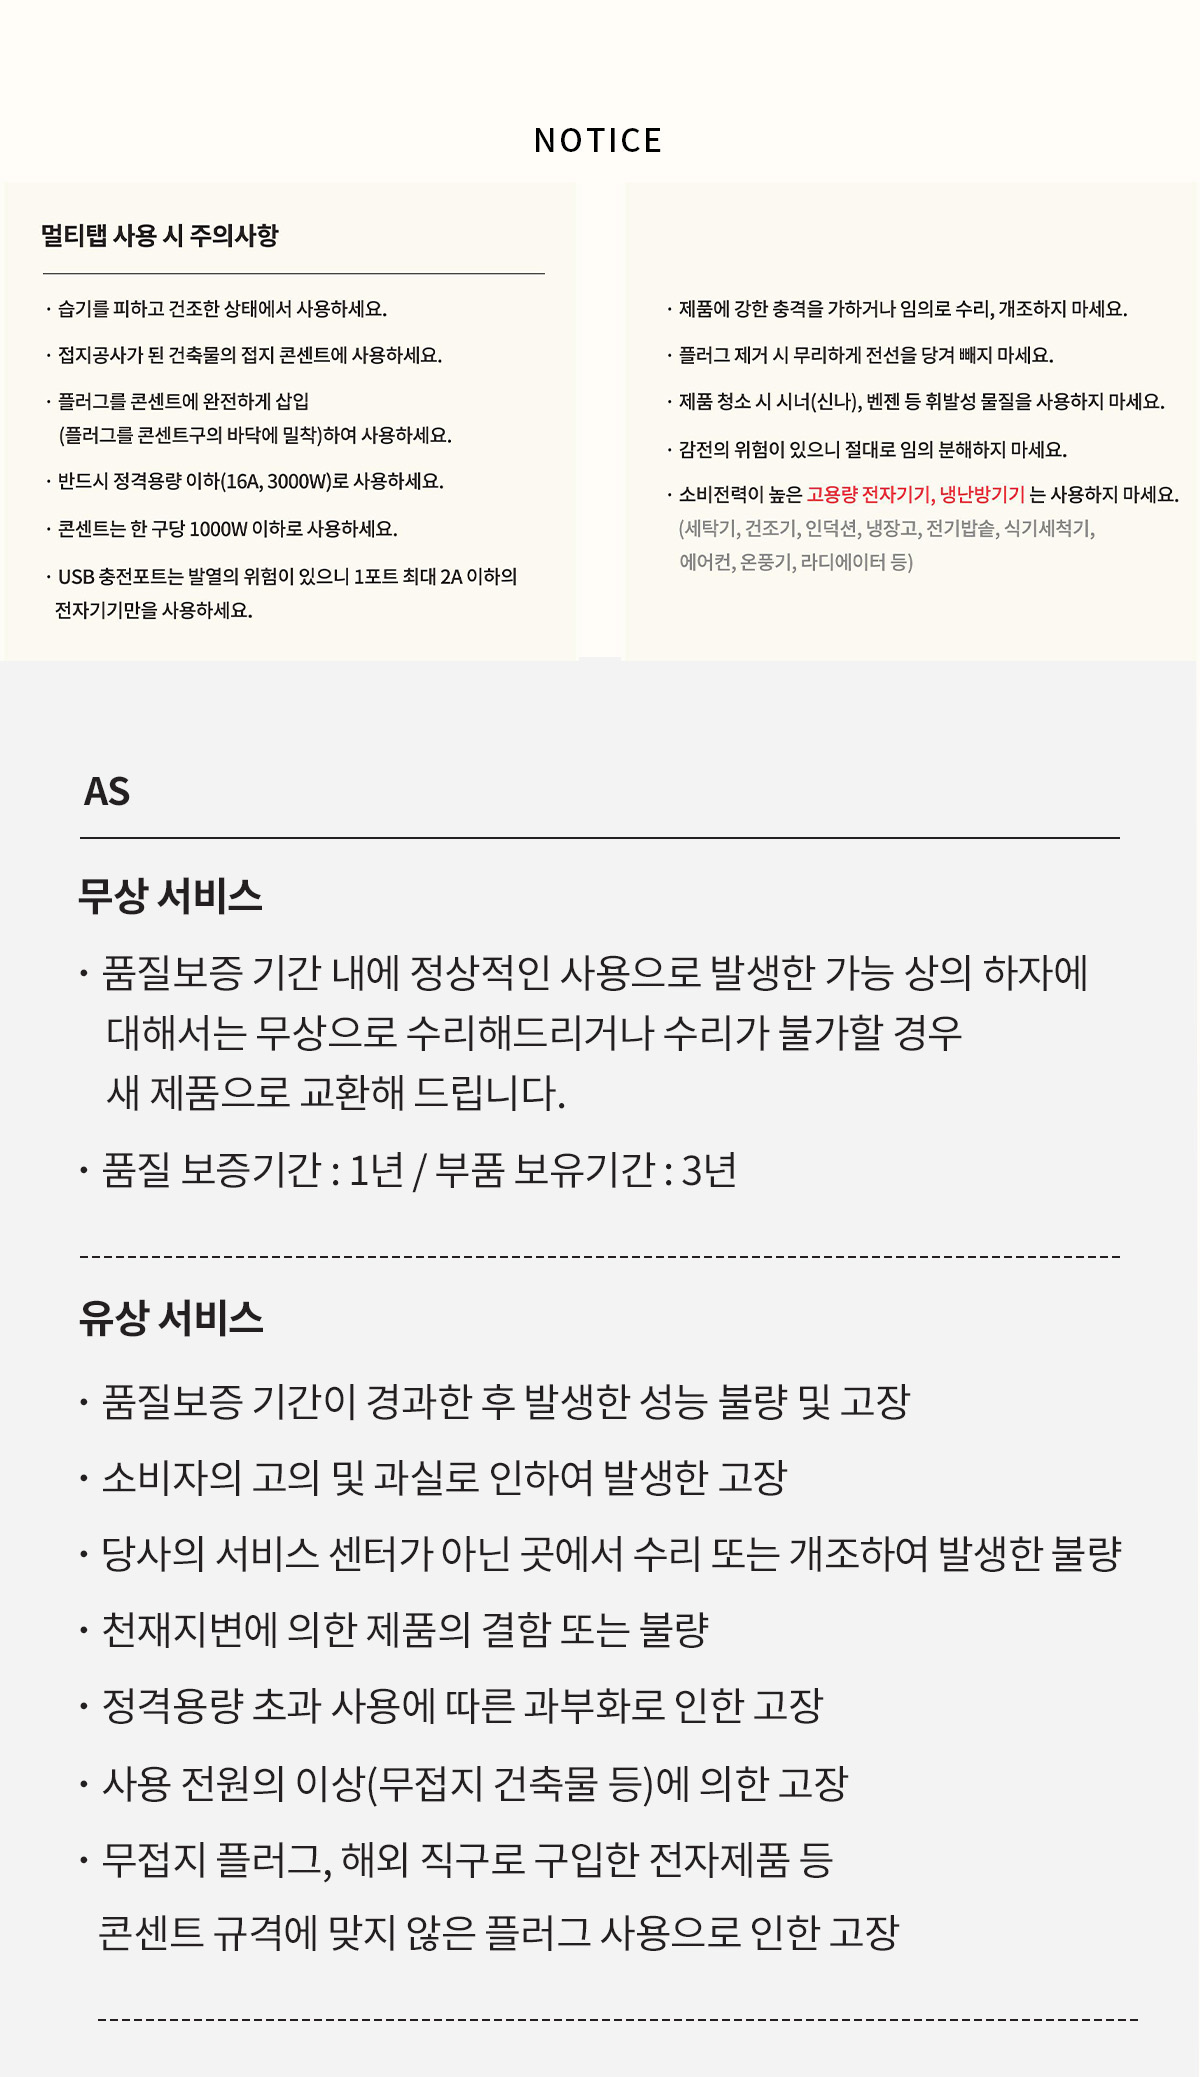 NOTICE
멀티탭 사용 시 주의사항
· 습기를 피하고 건조한 상태에서 사용하세요.
· 접지공사가 된 건축물의 접지 콘센트에 사용하세요.
· 플러그를 콘센트에 완전하게 삽입
(플러그를 콘센트구의 바닥에 밀착)하여 사용하세요.
· 반드시 정격용량 이하(16A, 3000W)로 사용하세요.
· 콘센트는 한 구당 1000W 이하로 사용하세요.
· USB 충전포트는 발열의 위험이 있으니 1포트 최대 2A 이하의
전자기기만을 사용하세요.
· 제품에 강한 충격을 가하거나 임의로 수리, 개조하지 마세요.
· 플러그 제거 시 무리하게 전선을 당겨 빼지 마세요.
· 제품 청소 시 시너(신나), 벤젠 등 휘발성 물질을 사용하지 마세요.
· 감전의 위험이 있으니 절대로 임의 분해하지 마세요.
· 소비전력이 높은 고용량 전자기기, 냉난방기기 는 사용하지 마세요.
(세탁기, 건조기, 인덕션, 냉장고, 전기밥솥, 식기세척기,
에어컨, 온풍기, 라디에이터 등)
AS
무상 서비스
· 품질보증 기간 내에 정상적인 사용으로 발생한 가능 상의 하자에
대해서는 무상으로 수리해드리거나 수리가 불가할 경우
새 제품으로 교환해 드립니다.
· 품질 보증기간 : 1년 / 부품 보유기간 : 3년
유상 서비스
· 품질보증 기간이 경과한 후 발생한 성능 불량 및 고장
· 소비자의 고의 및 과실로 인하여 발생한 고장
· 당사의 서비스 센터가 아닌 곳에서 수리 또는 개조하여 발생한 불량
· 천재지변에 의한 제품의 결함 또는 불량
· 정격용량 초과 사용에 따른 과부화로 인한 고장
· 사용 전원의 이상(무접지 건축물 등)에 의한 고장
· 무접지 플러그, 해외 직구로 구입한 전자제품 등
콘센트 규격에 맞지 않은 플러그 사용으로 인한 고장